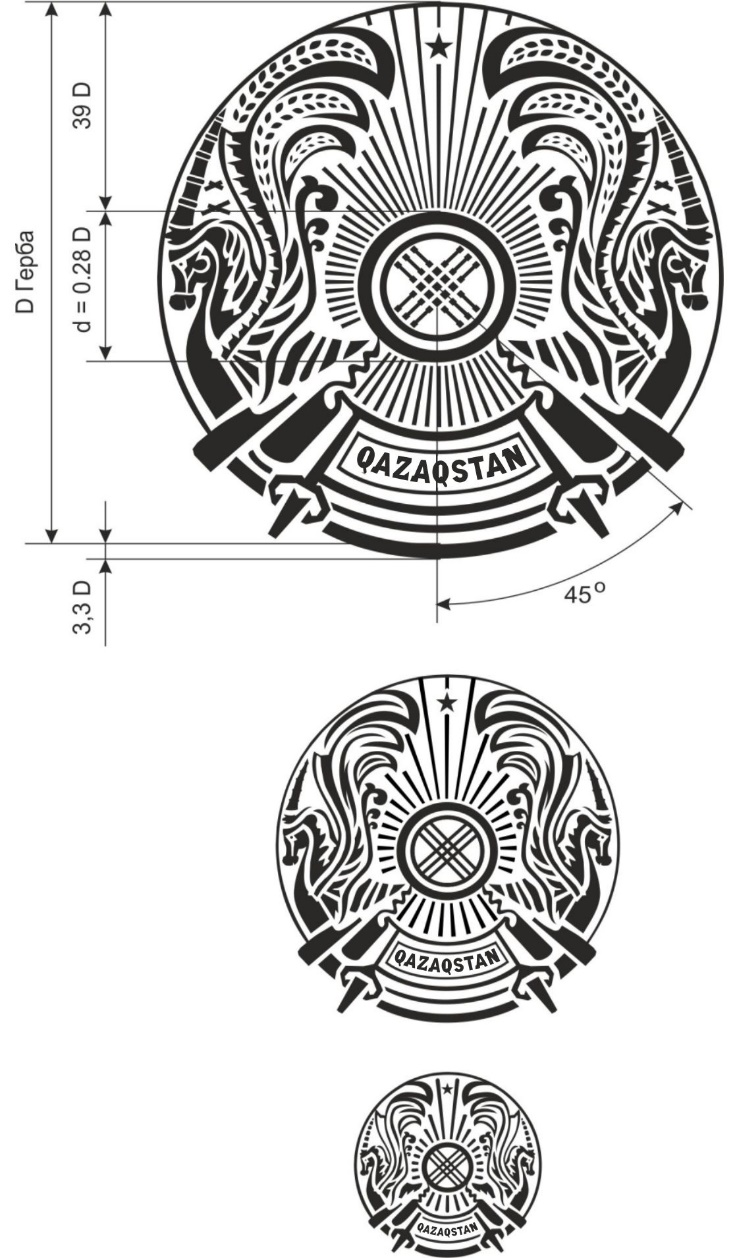 39 D
D Герба
d = 0.28 D
QAZAQSTAN
3,3 D
45°
QAZAQSTAN
QAZAQSTAN